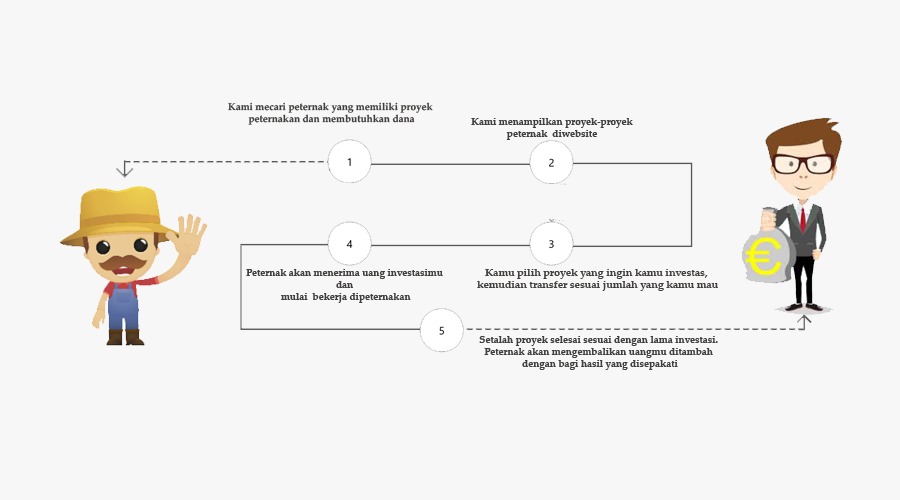 Kami mecari peternak yang memiliki proyek
peternakan dan membutuhkan dana
1
Kami menampilkan proyek-proyek
peternak diwebsite
2
3
Kamu pilih proyek yang ingin kamu investas,
kemudian transfer sesuai jumlah yang kamu mau
4
Peternak akan menerima uang investasimu
dan
mulai bekerja dipeternakan
5
Setalah proyek selesai sesuai dengan lama investasi.
Peternak akan mengembalikan uangmu ditambah
dengan bagi hasil yang disepakati
€